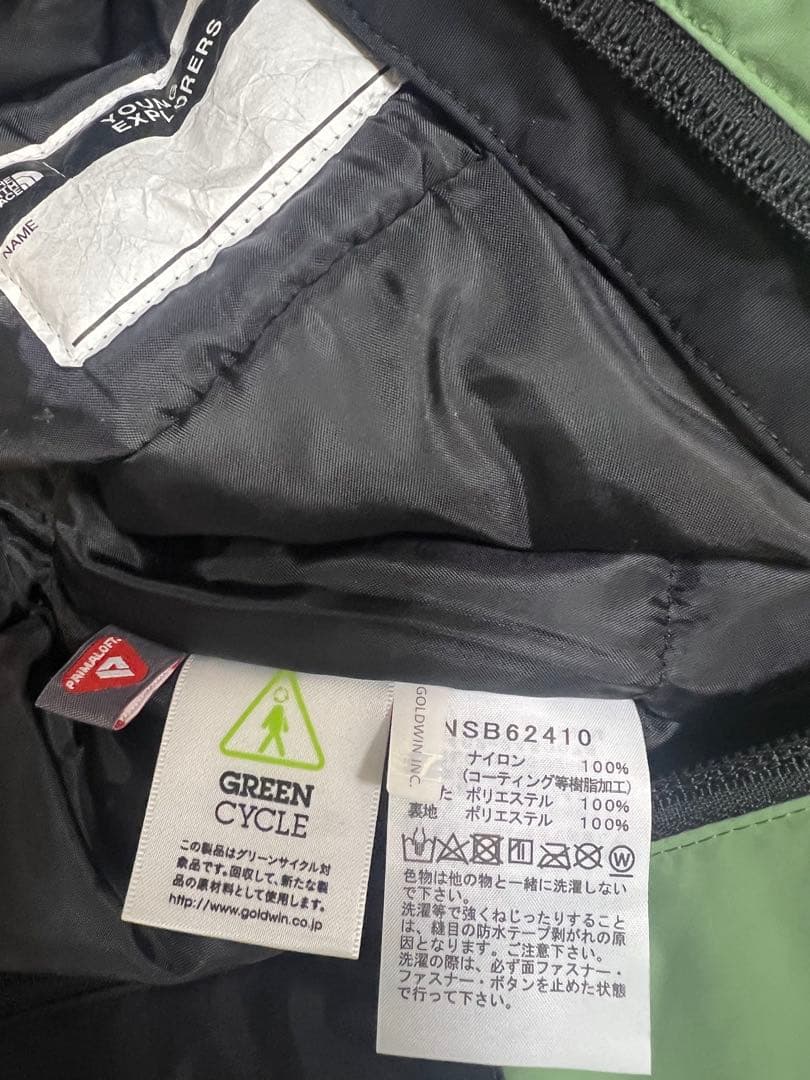 YOUNG
EXPLORERS
THE
NORTH
FACE
NAME
PRIMALOFT
GREEN
CYCLE
この製品はグリーンサイクル対
象品です。回収して、新たな製
品の原材料として使用します。
http://www.goldwin.co.jp
GOLDWIN INC.
NSB62410
ナイロン 100%
(コーティング等樹脂加工)
た ポリエステル 100%
裏地 ポリエステル 100%
W
色物は他の物と一緒に洗濯しない
で下さい。
洗濯等で強くねじったりすること
は、縫目の防水テープ剥がれの原
因となります。ご注意下さい。
洗濯の際は、必ず面ファスナー・
ファスナー・ボタンを止めた状態
で行って下さい。